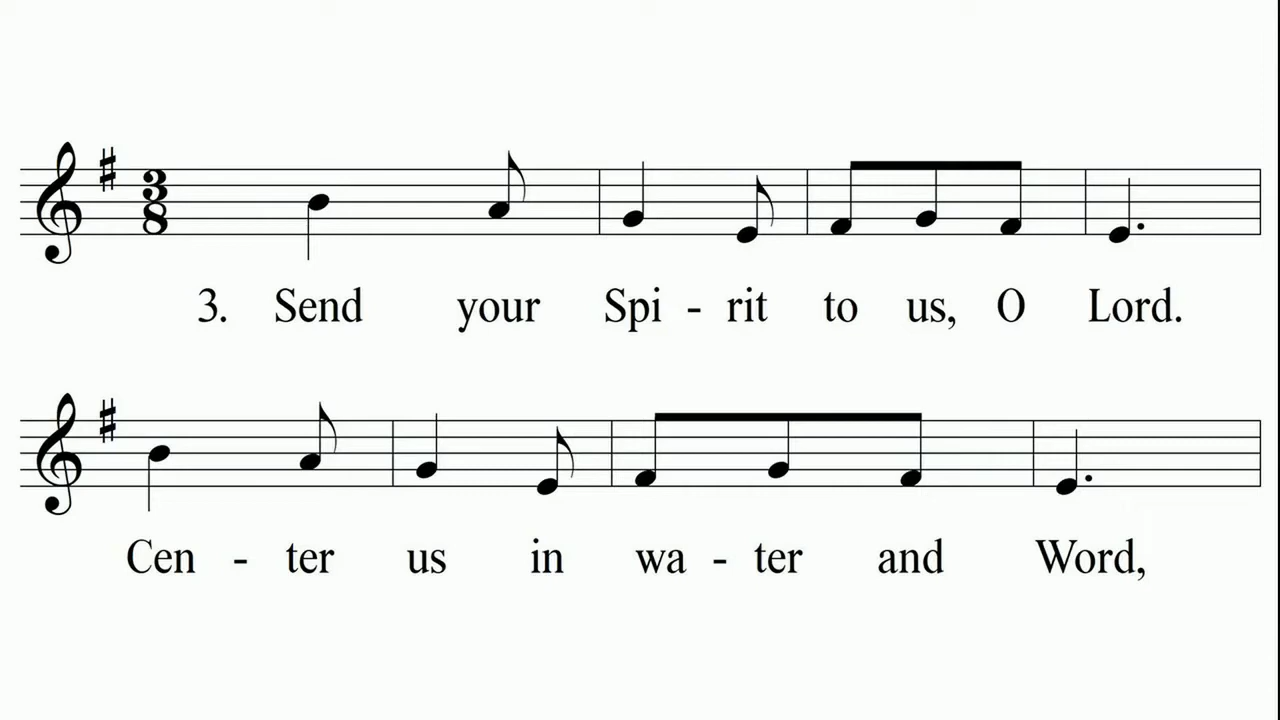 3. Send your Spi - rit to us, O Lord.
Cen - ter us in wa - ter and Word,